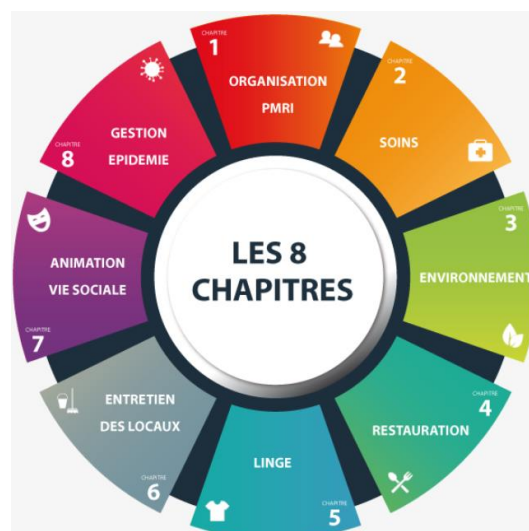 LES 8
CHAPITRES
CHAPITRE
1
ORGANISATION
PMRI
CHAPITRE
2
SOINS
CHAPITRE
3
ENVIRONNEMENT
CHAPITRE
4
RESTAURATION
LINGE
CHAPITRE
5
ENTRETIEN
DES LOCAUX
CHAPITRE
6
ANIMATION
VIE SOCIALE
CHAPITRE
7
GESTION
EPIDEMIE
CHAPITRE
8